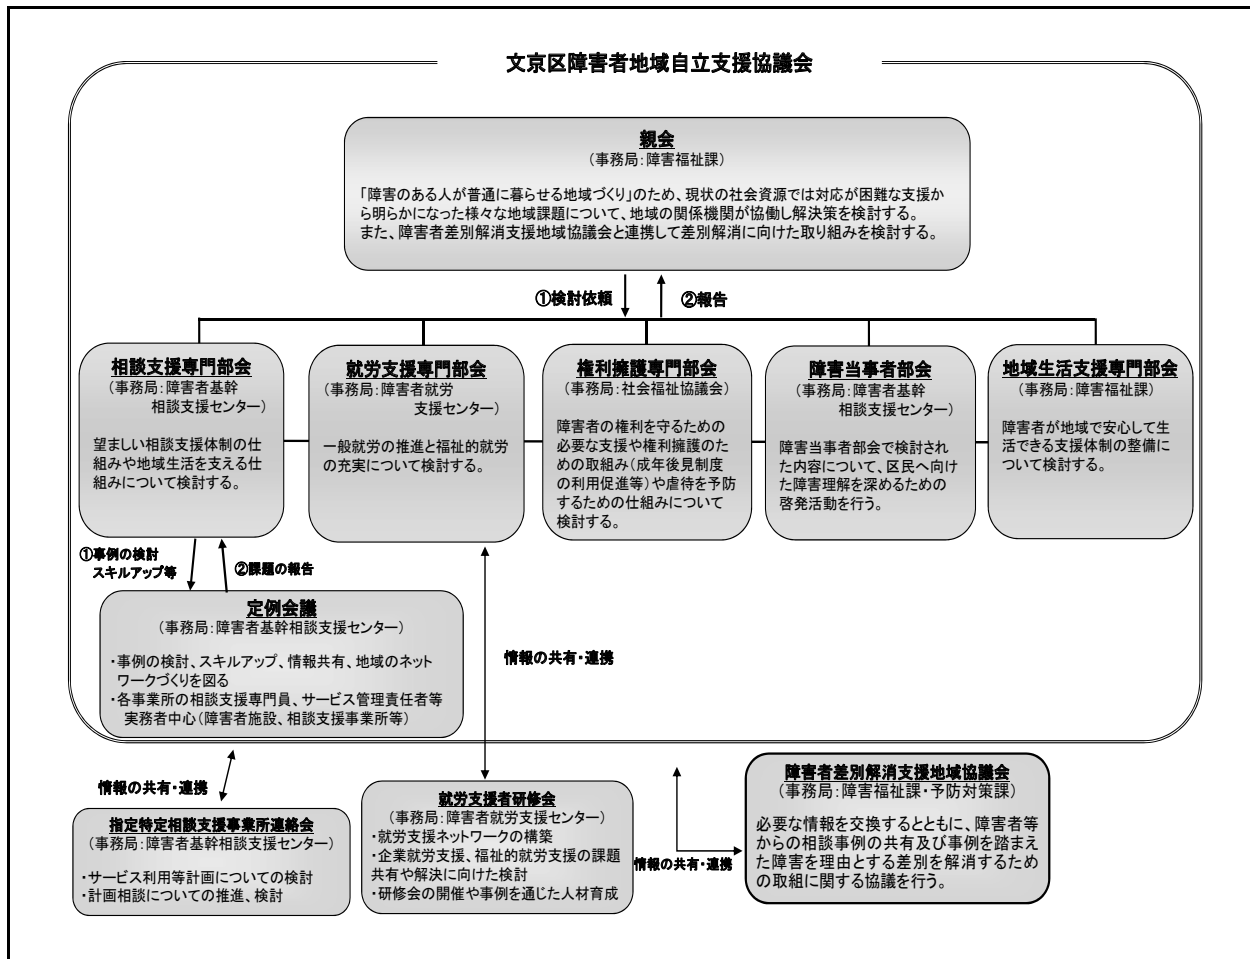 文京区障害者地域自立支援協議会
親会
(事務局:障害福祉課)
「障害のある人が普通に暮らせる地域づくり」のため、現状の社会資源では対応が困難な支援か
ら明らかになった様々な地域課題について、地域の関係機関が協働し解決策を検討する。
また、障害者差別解消支援地域協議会と連携して差別解消に向けた取り組みを検討する。
①検討依頼
②報告
相談支援専門部会
(事務局:障害者基幹
相談支援センター)
望ましい相談支援体制の仕
組みや地域生活を支える仕
組みについて検討する。
就労支援専門部会
(事務局:障害者就労
支援センター)
一般就労の推進と福祉的就労
の充実について検討する。
権利擁護専門部会
(事務局:社会福祉協議会)
障害者の権利を守るための
必要な支援や権利擁護のた
めの取組み(成年後見制度
の利用促進等)や虐待を予防
するための仕組みについて
検討する。
障害当事者部会
(事務局:障害者基幹
相談支援センター)
障害当事者部会で検討され
た内容について、区民へ向け
た障害理解を深めるための
啓発活動を行う。
地域生活支援専門部会
(事務局:障害福祉課)
障害者が地域で安心して生
活できる支援体制の整備に
ついて検討する。
①事例の検討
スキルアップ等
②課題の報告
定例会議
(事務局:障害者基幹相談支援センター)
・事例の検討、スキルアップ、情報共有、地域のネット
ワークづくりを図る
・各事業所の相談支援専門員、サービス管理責任者等
実務者中心(障害者施設、相談支援事業所等)
情報の共有・連携
情報の共有・連携
指定特定相談支援事業所連絡会
(事務局:障害者基幹相談支援センター)
・サービス利用等計画についての検討
・計画相談についての推進、検討
就労支援者研修会
(事務局:障害者就労支援センター)
・就労支援ネットワークの構築
・企業就労支援、福祉的就労支援の課題
共有や解決に向けた検討
・研修会の開催や事例を通じた人材育成
情報の共有・連携
障害者差別解消支援地域協議会
(事務局:障害福祉課・予防対策課)
必要な情報を交換するとともに、障害者等
からの相談事例の共有及び事例を踏まえ
た障害を理由とする差別を解消するため
の取組に関する協議を行う。